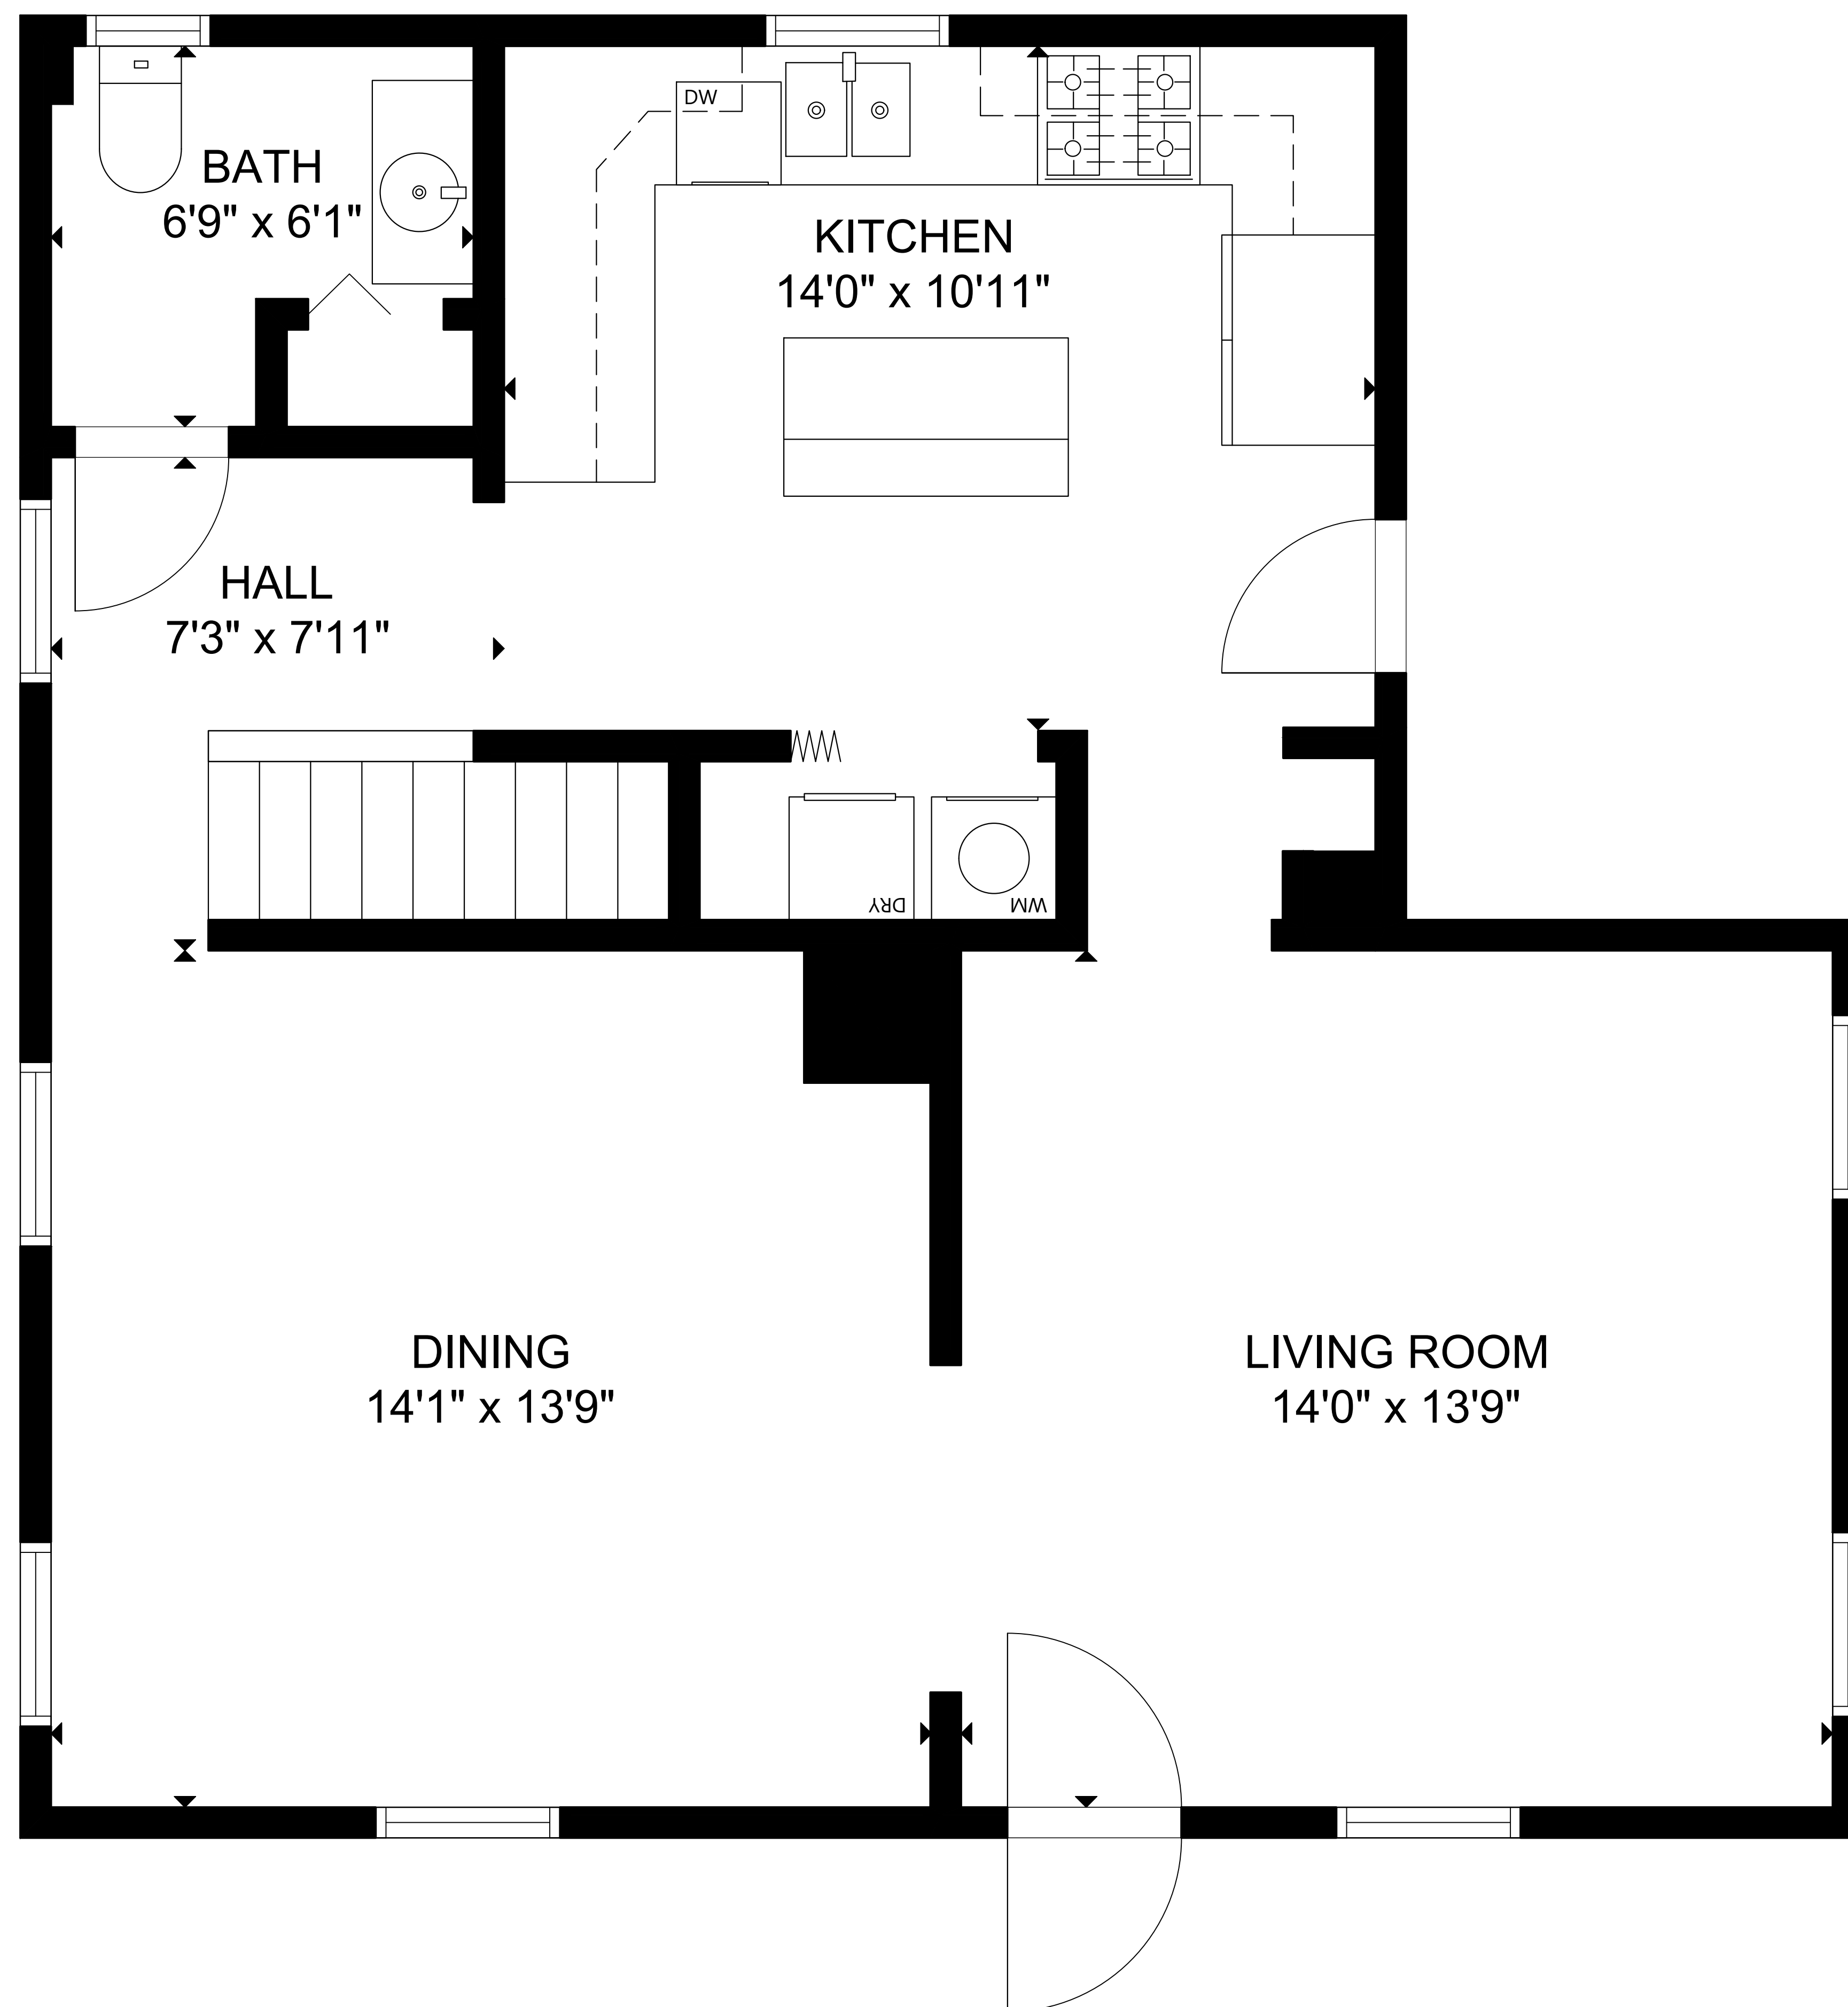 DW
BATH
6'9" x 6'1"
KITCHEN
14'0" x 10'11"
HALL
7'3" x 7'11"
DRY
WM
DINING
14'1" x 13'9"
LIVING ROOM
14'0" x 13'9"